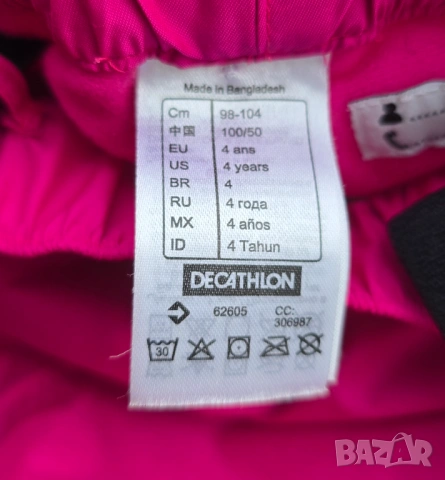 Made in Bangladesh
Cm 98-104
中国 100/50
EU 4 ans
US 4 years
BR 4
RU 4 года
MX 4 años
ID 4 Tahun
DECATHLON
62605 CC: 306987
30
BAZAR